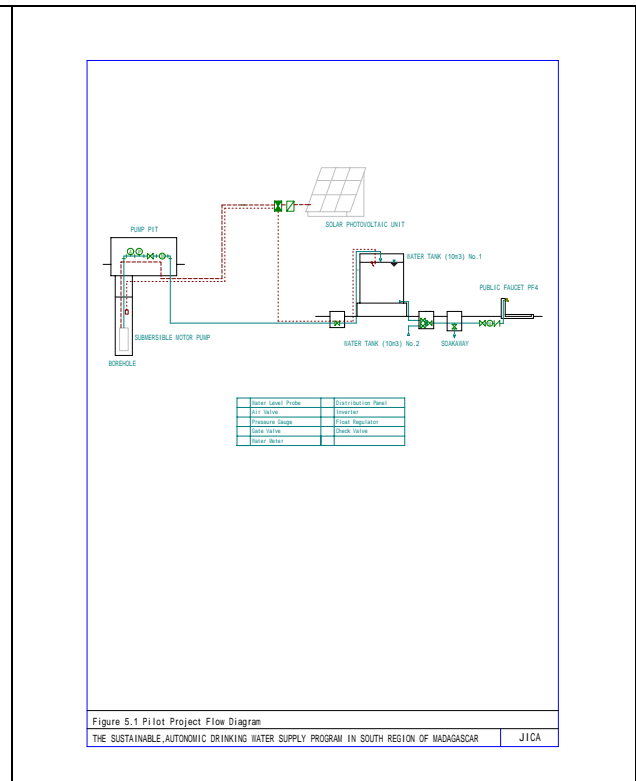 SOLAR PHOTOVOLTAIC UNIT
PUMP PIT
WATER TANK (10m3) No.1
PUBLIC FAUCET PF4
SUBMERSIBLE MOTOR PUMP
WATER TANK (10m3) No.2
SOAKAWAY
BOREHOLE
Water Level Probe Distribution Panel
Air Valve Inverter
Pressure Gauge Float Regulator
Gate Valve Check Valve
Water Meter
Figure 5.1 Pilot Project Flow Diagram
THE SUSTAINABLE,AUTONOMIC DRINKING WATER SUPPLY PROGRAM IN SOUTH REGION OF MADAGASCAR JICA